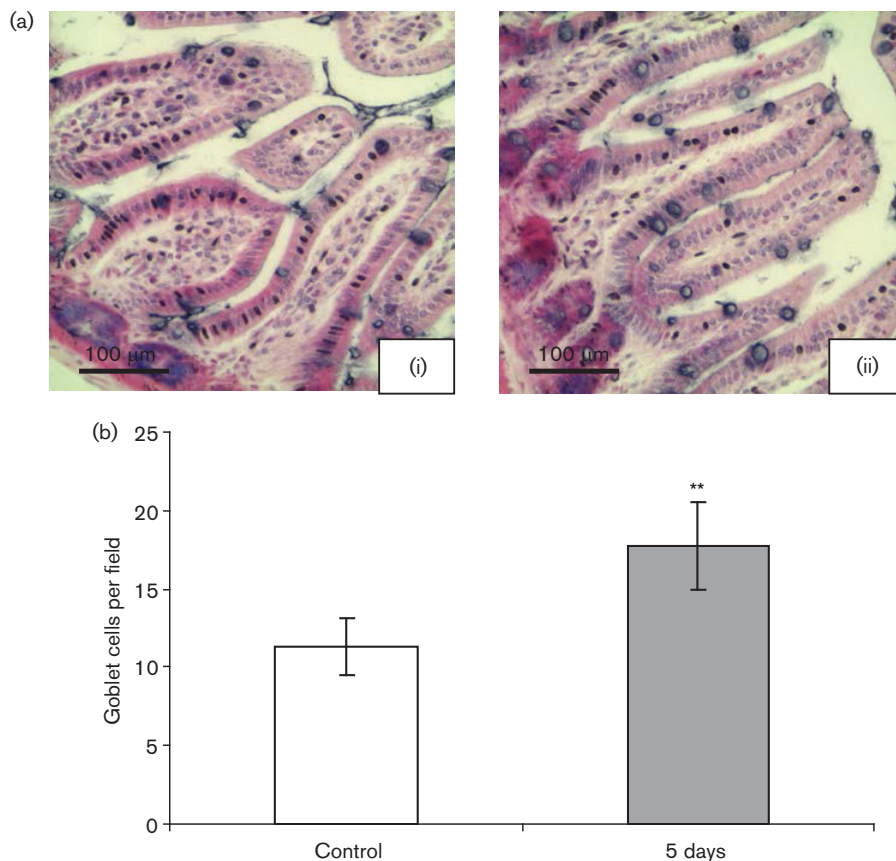 (a)
100 μm
(i)
100 μm
(ii)
(b)
25
20
15
10
5
0
Goblet cells per field
**
Control
5 days